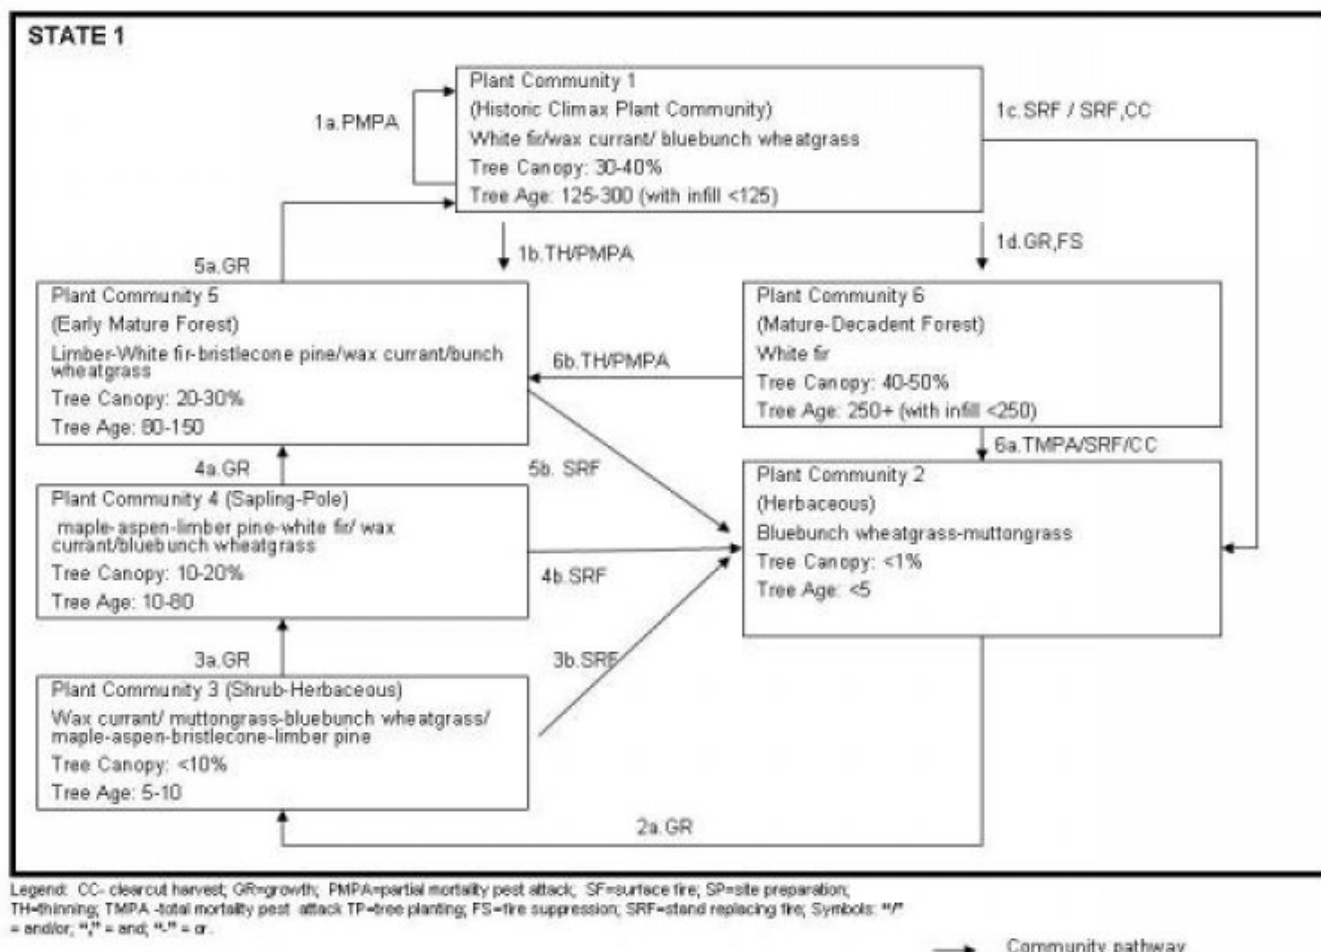 STATE 1
Plant Community 1
(Historic Climax Plant Community)
White fir/wax currant/ bluebunch wheatgrass
Tree Canopy: 30-40%
Tree Age: 125-300 (with infill <125)
1a.PMPA
1c.SRF / SRF,CC
1b.TH/PMPA
1d.GR,FS
5a.GR
Plant Community 5
(Early Mature Forest)
Limber-White fir-bristlecone pine/wax currant/bunch
wheatgrass
Tree Canopy: 20-30%
Tree Age: 80-150
6b.TH/PMPA
Plant Community 6
(Mature-Decadent Forest)
White fir
Tree Canopy: 40-50%
Tree Age: 250+ (with infill <250)
4a.GR
5b. SRF
6a.TMPA/SRF/CC
Plant Community 4 (Sapling-Pole)
maple-aspen-limber pine-white fir/ wax
currant/bluebunch wheatgrass
Tree Canopy: 10-20%
Tree Age: 10-80
4b.SRF
Plant Community 2
(Herbaceous)
Bluebunch wheatgrass-muttongrass
Tree Canopy: <1%
Tree Age: <5
3a.GR
3b.SRF
Plant Community 3 (Shrub-Herbaceous)
Wax currant/ muttongrass-bluebunch wheatgrass/
maple-aspen-bristlecone-limber pine
Tree Canopy: <10%
Tree Age: 5-10
2a.GR
Legend: CC- clearcut harvest; GR=growth; PMPA=partial mortality pest attack; SF=surface fire; SP=site preparation;
TH=thinning; TMPA -total mortality pest attack TP=tree planting; FS=fire suppression; SRF=stand replacing fire; Symbols: "/"
= and/or; "," = and; "-" = or.
Community pathway